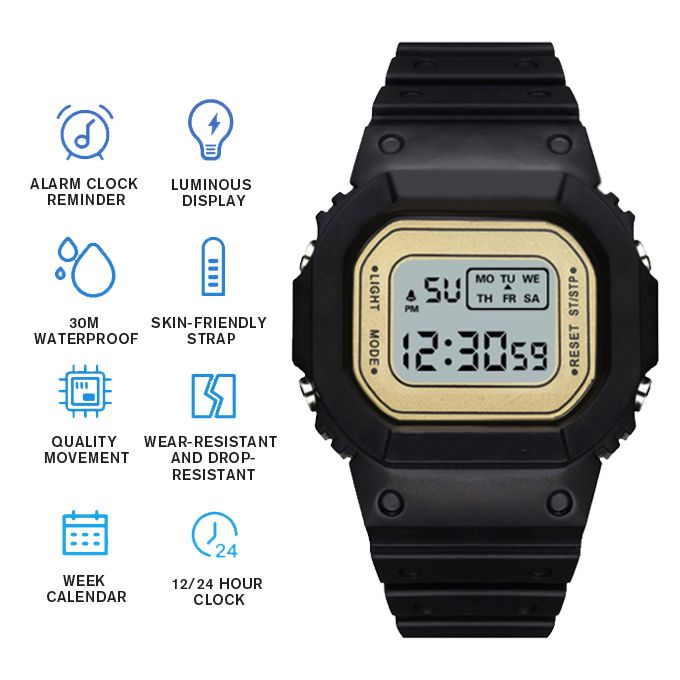 ALARM CLOCK
REMINDER
LUMINOUS
DISPLAY
30M
WATERPROOF
SKIN-FRIENDLY
STRAP
QUALITY
MOVEMENT
WEAR-RESISTANT
AND DROP-
RESISTANT
WEEK
CALENDAR
24
12/24 HOUR
CLOCK
LIGHT
MODE
RESET ST/STP
PM
SU
MO TU WE
TH FR SA
12:30 59